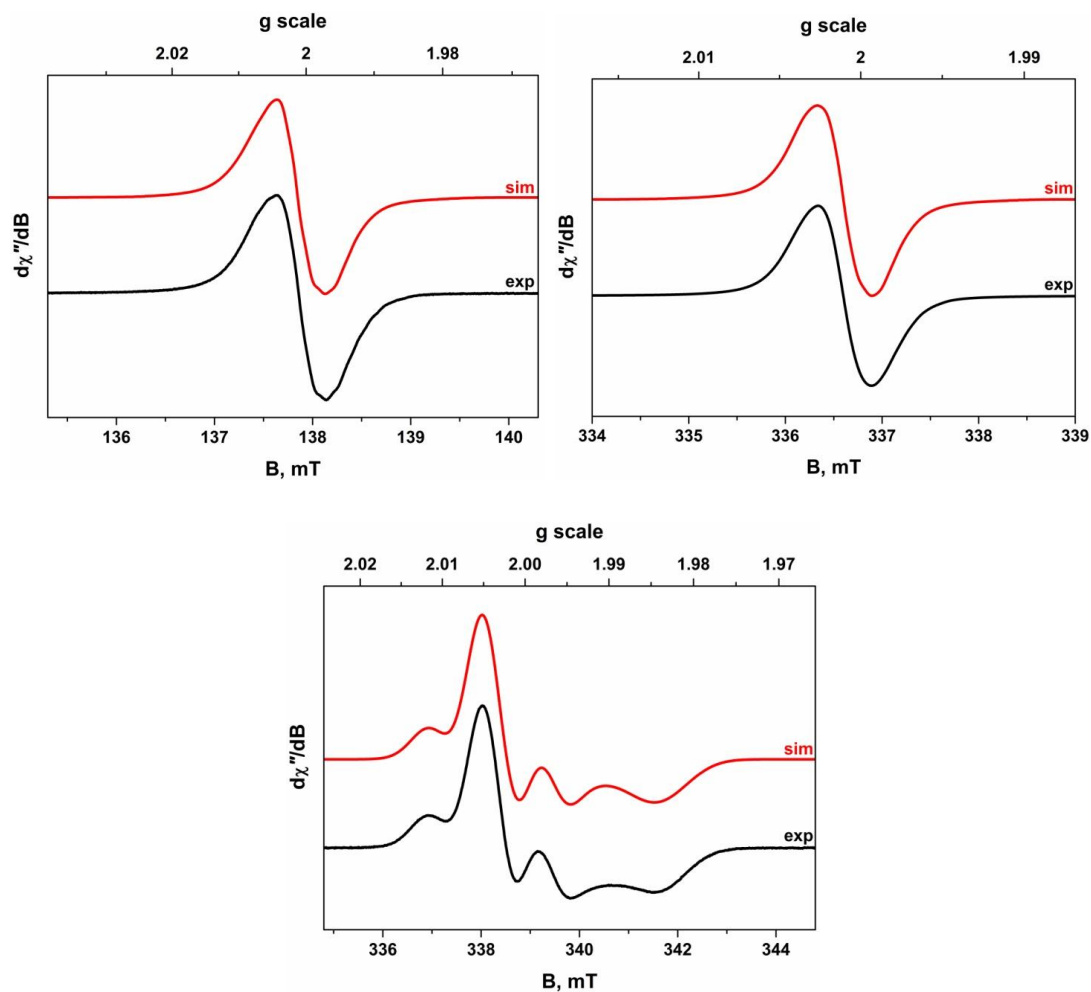 g scale
2.02 2 1.98
sim
exp
dχ″/dB
136 137 138 139 140
B, mT
g scale
2.01 2 1.99
sim
exp
dχ″/dB
334 335 336 337 338 339
B, mT
g scale
2.02 2.01 2.00 1.99 1.98 1.97
sim
exp
dχ″/dB
336 338 340 342 344
B, mT